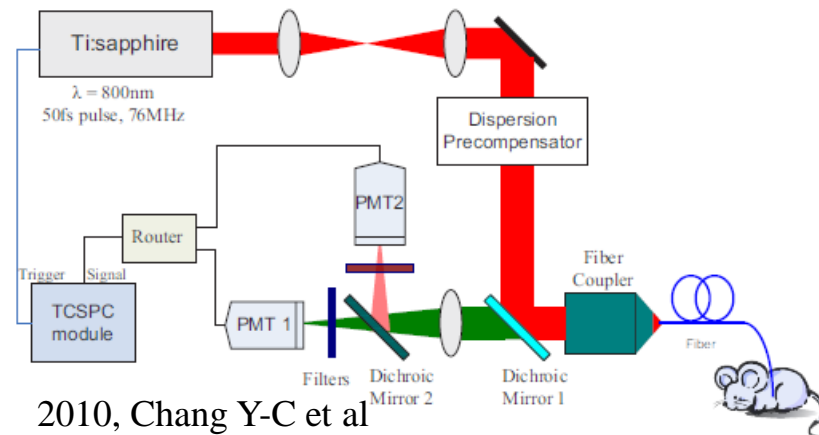 Ti:sapphire
λ = 800nm
50fs pulse, 76MHz
Dispersion
Precompensator
PMT2
Router
Fiber
Coupler
Trigger
Signal
TCSPC
module
PMT 1
Fiber
Filters
Dichroic
Mirror 2
Dichroic
Mirror 1
2010, Chang Y-C et al